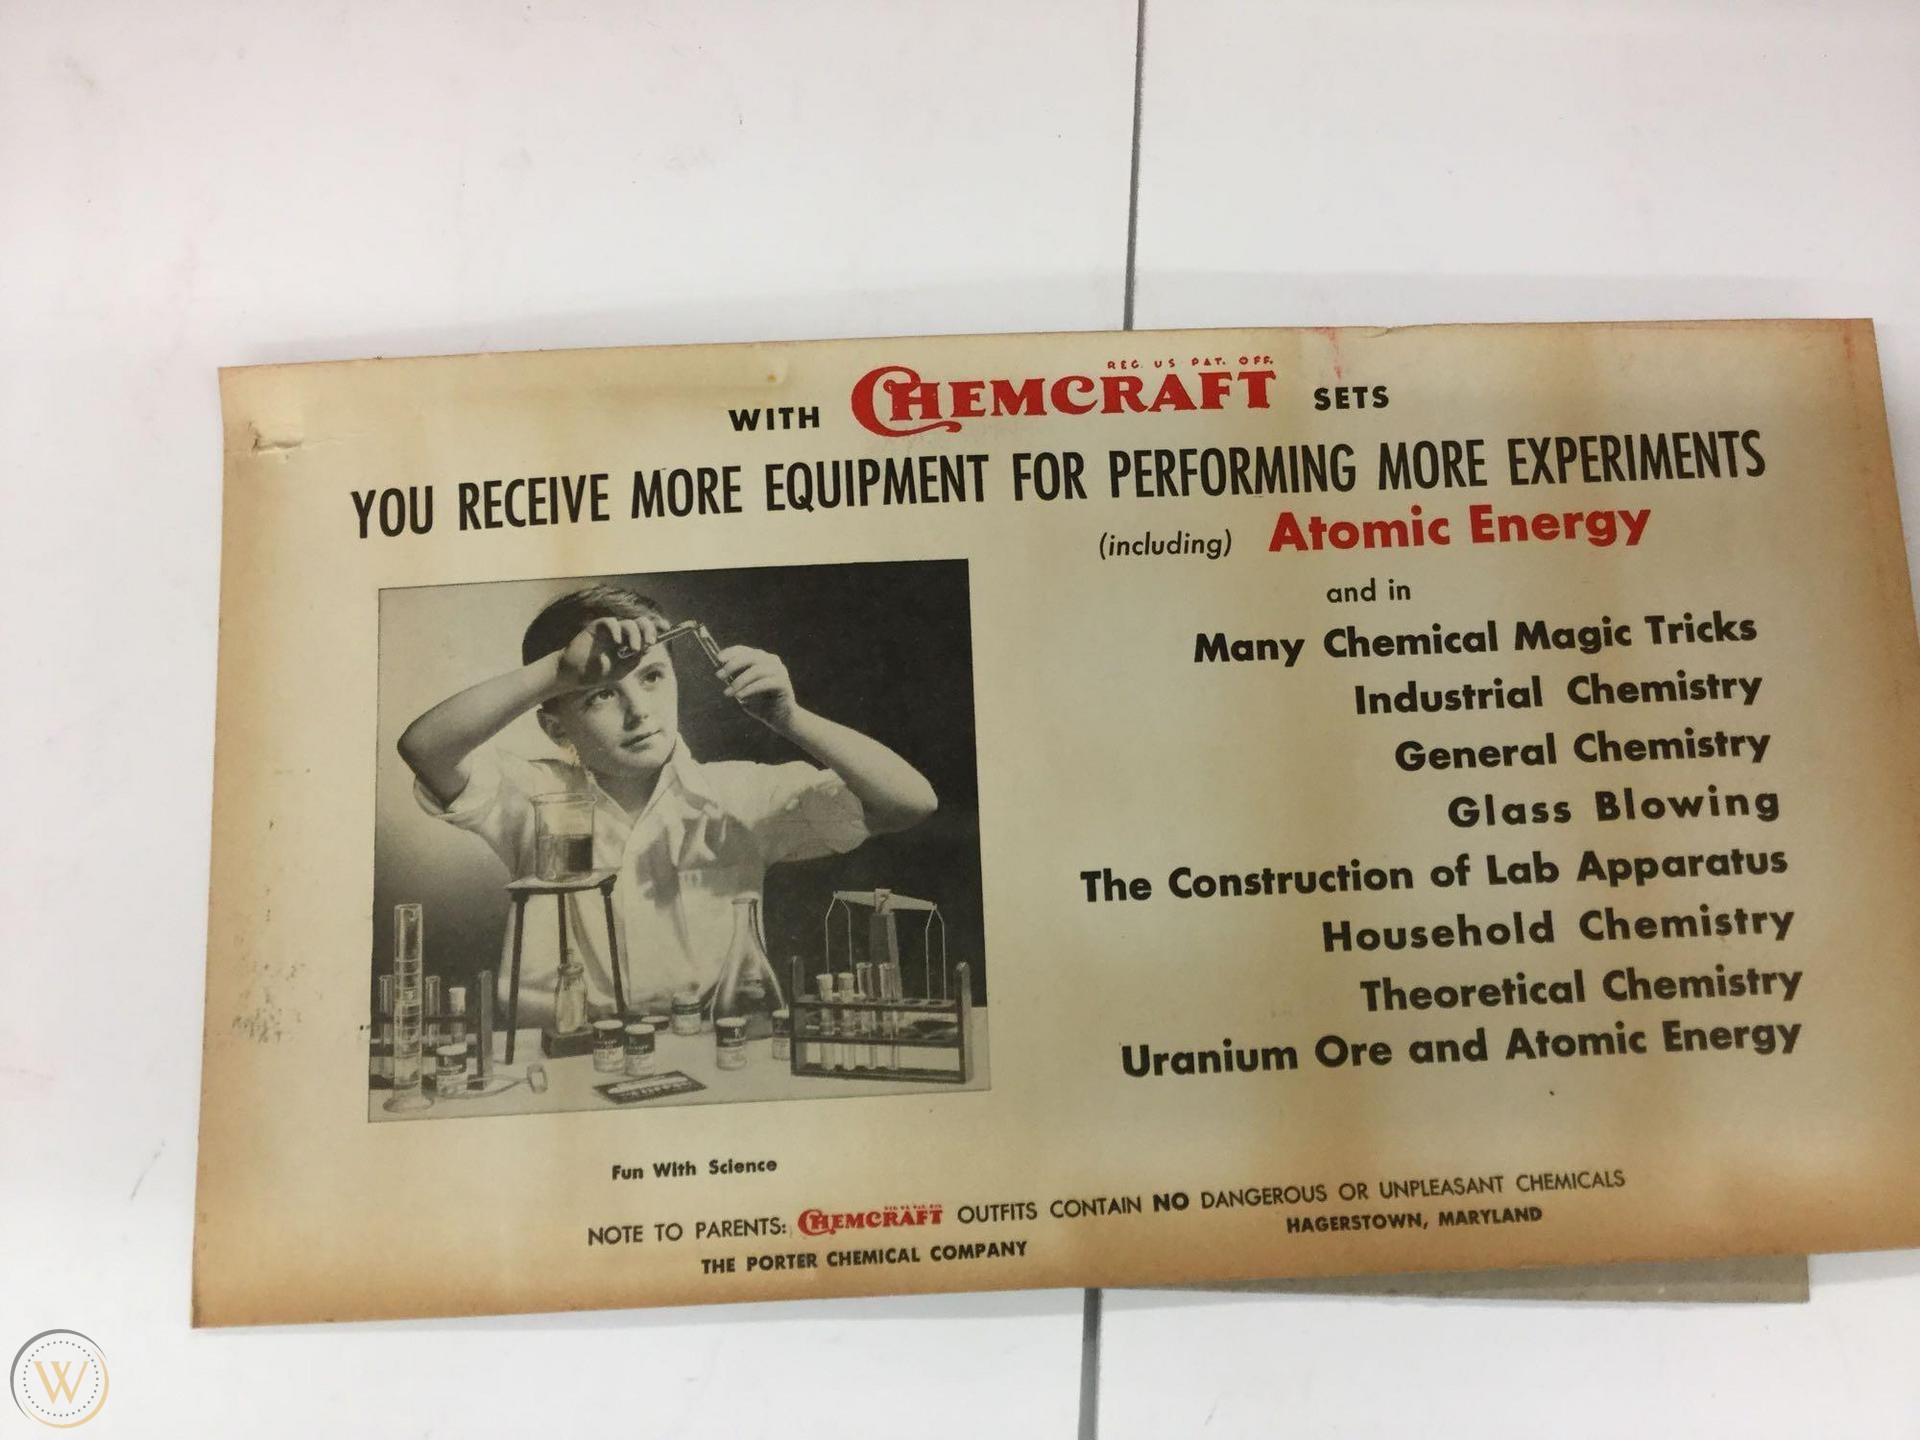 REG. US PAT. OFF.
WITH CHEMCRAFT SETS
YOU RECEIVE MORE EQUIPMENT FOR PERFORMING MORE EXPERIMENTS
(including) Atomic Energy
and in
Many Chemical Magic Tricks
Industrial Chemistry
General Chemistry
Glass Blowing
The Construction of Lab Apparatus
Household Chemistry
Theoretical Chemistry
Uranium Ore and Atomic Energy
Fun With Science
NOTE TO PARENTS: CHEMCRAFT OUTFITS CONTAIN NO DANGEROUS OR UNPLEASANT CHEMICALS
THE PORTER CHEMICAL COMPANY HAGERSTOWN, MARYLAND
W